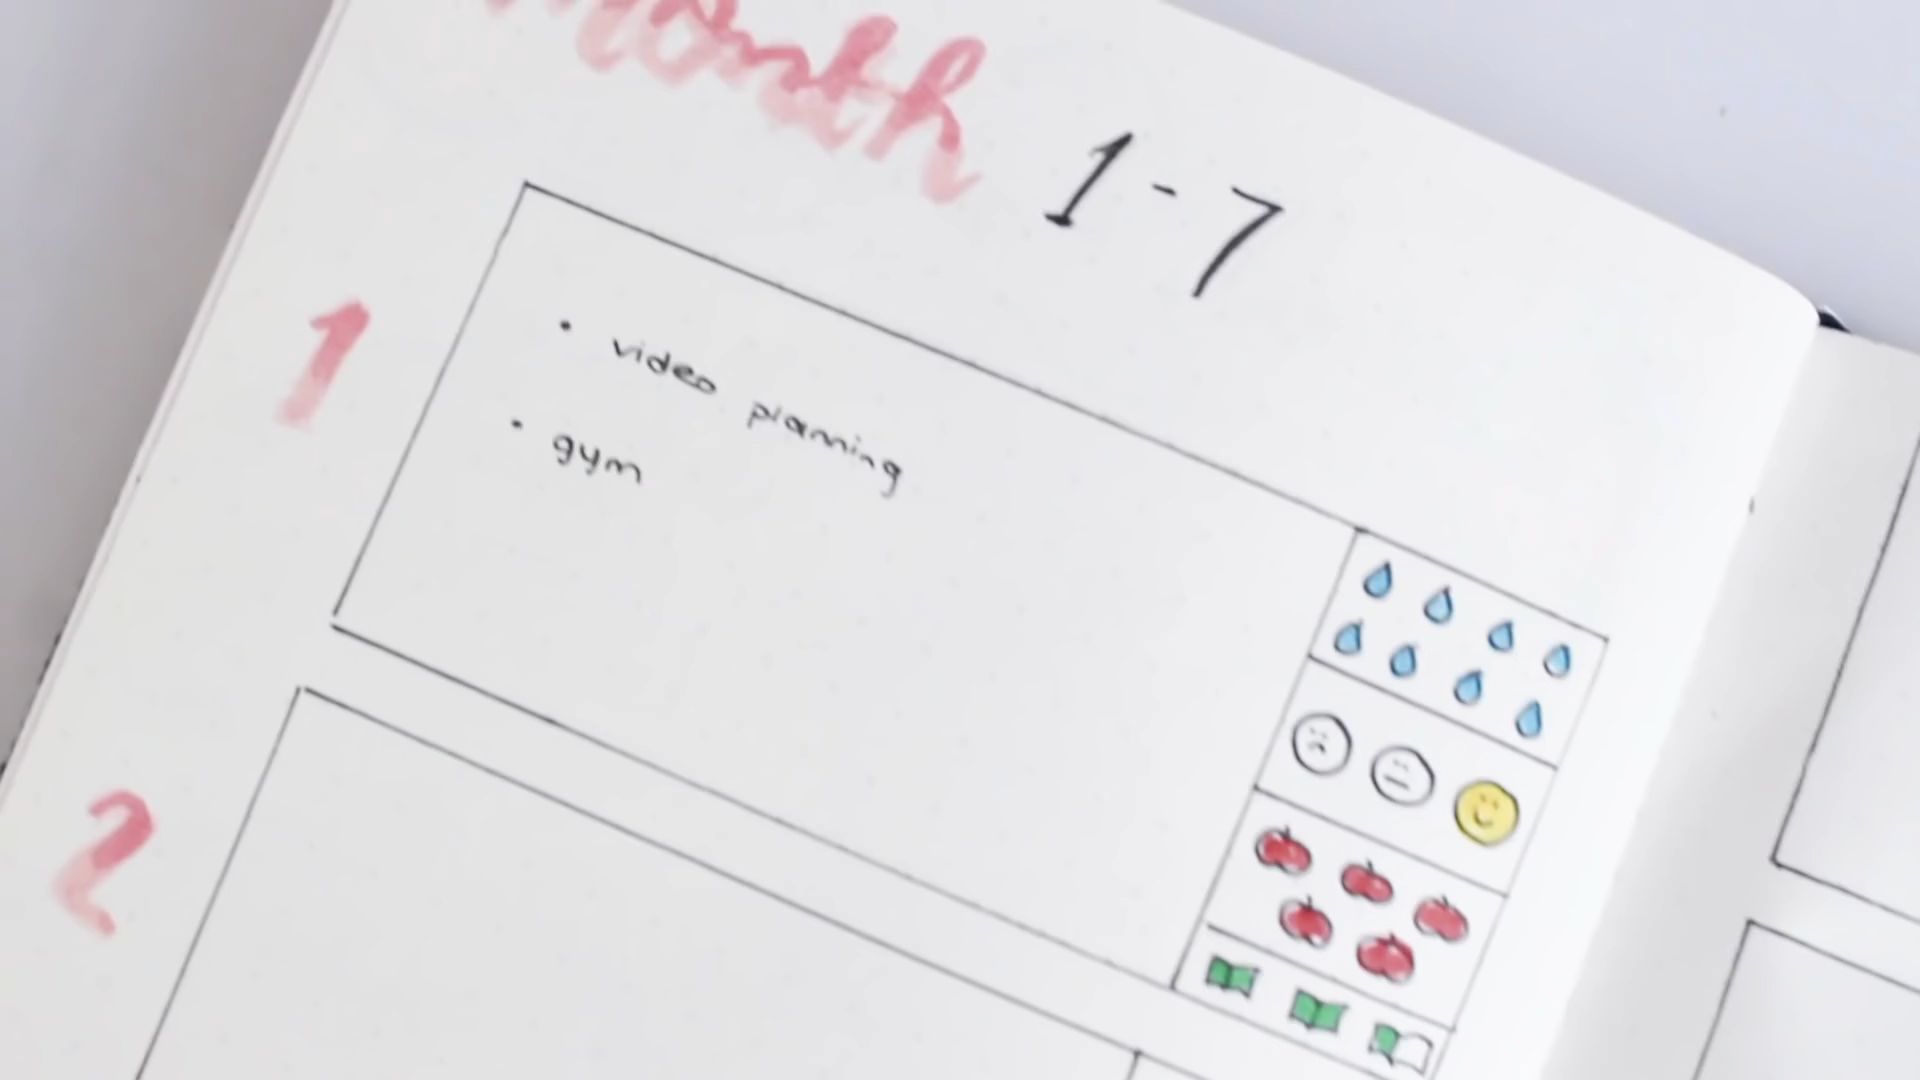 month 1-7
1
• video planning
• gym
2